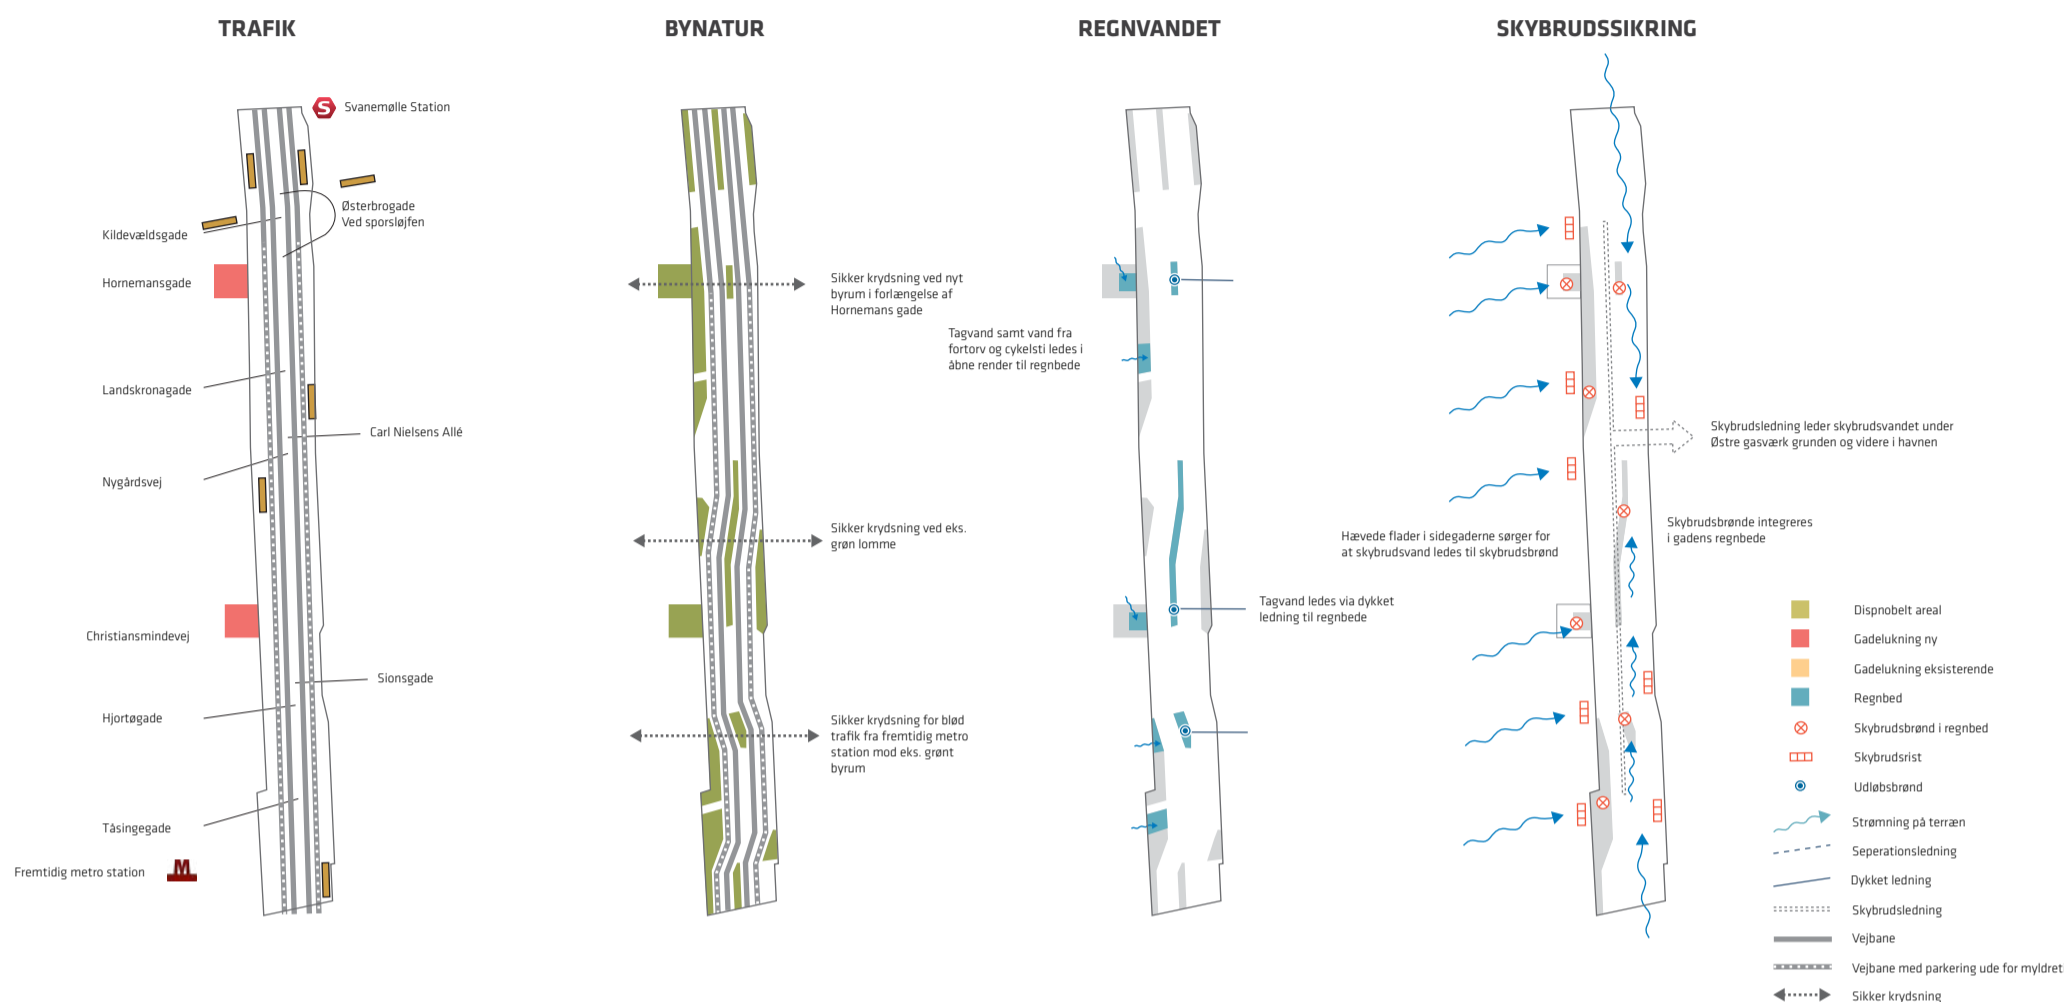 TRAFIK
S
Svanemølle Station
Østerbrogade
Ved sporsløjfen
Kildevældsgade
Hornemansgade
Landskronagade
Carl Nielsens Allé
Nygårdsvej
Christiansmindevej
Sionsgade
Hjortøgade
Tåsingegade
Fremtidig metro station
M
BYNATUR
Sikker krydsning ved nyt
byrum i forlængelse af
Hornemans gade
Sikker krydsning ved eks.
grøn lomme
Sikker krydsning for blød
trafik fra fremtidig metro
station mod eks. grønt
byrum
REGNVANDET
Tagvand samt vand fra
fortorv og cykelsti ledes i
åbne render til regnbede
Tagvand ledes via dykket
ledning til regnbede
SKYBRUDSSIKRING
Skybrudsledning leder skybrudsvandet under
Østre gasværk grunden og videre i havnen
Hævede flader i sidegaderne sørger for
at skybrudsvand ledes til skybrudsbrønd
Skybrudsbrønde integreres
i gadens regnbede
Dispnobelt areal
Gadelukning ny
Gadelukning eksisterende
Regnbed
Skybrudsbrønd i regnbed
Skybrudsrist
Udløbsbrønd
Strømning på terræn
Seperationsledning
Dykket ledning
Skybrudsledning
Vejbane
Vejbane med parkering ude for myldret
Sikker krydsning